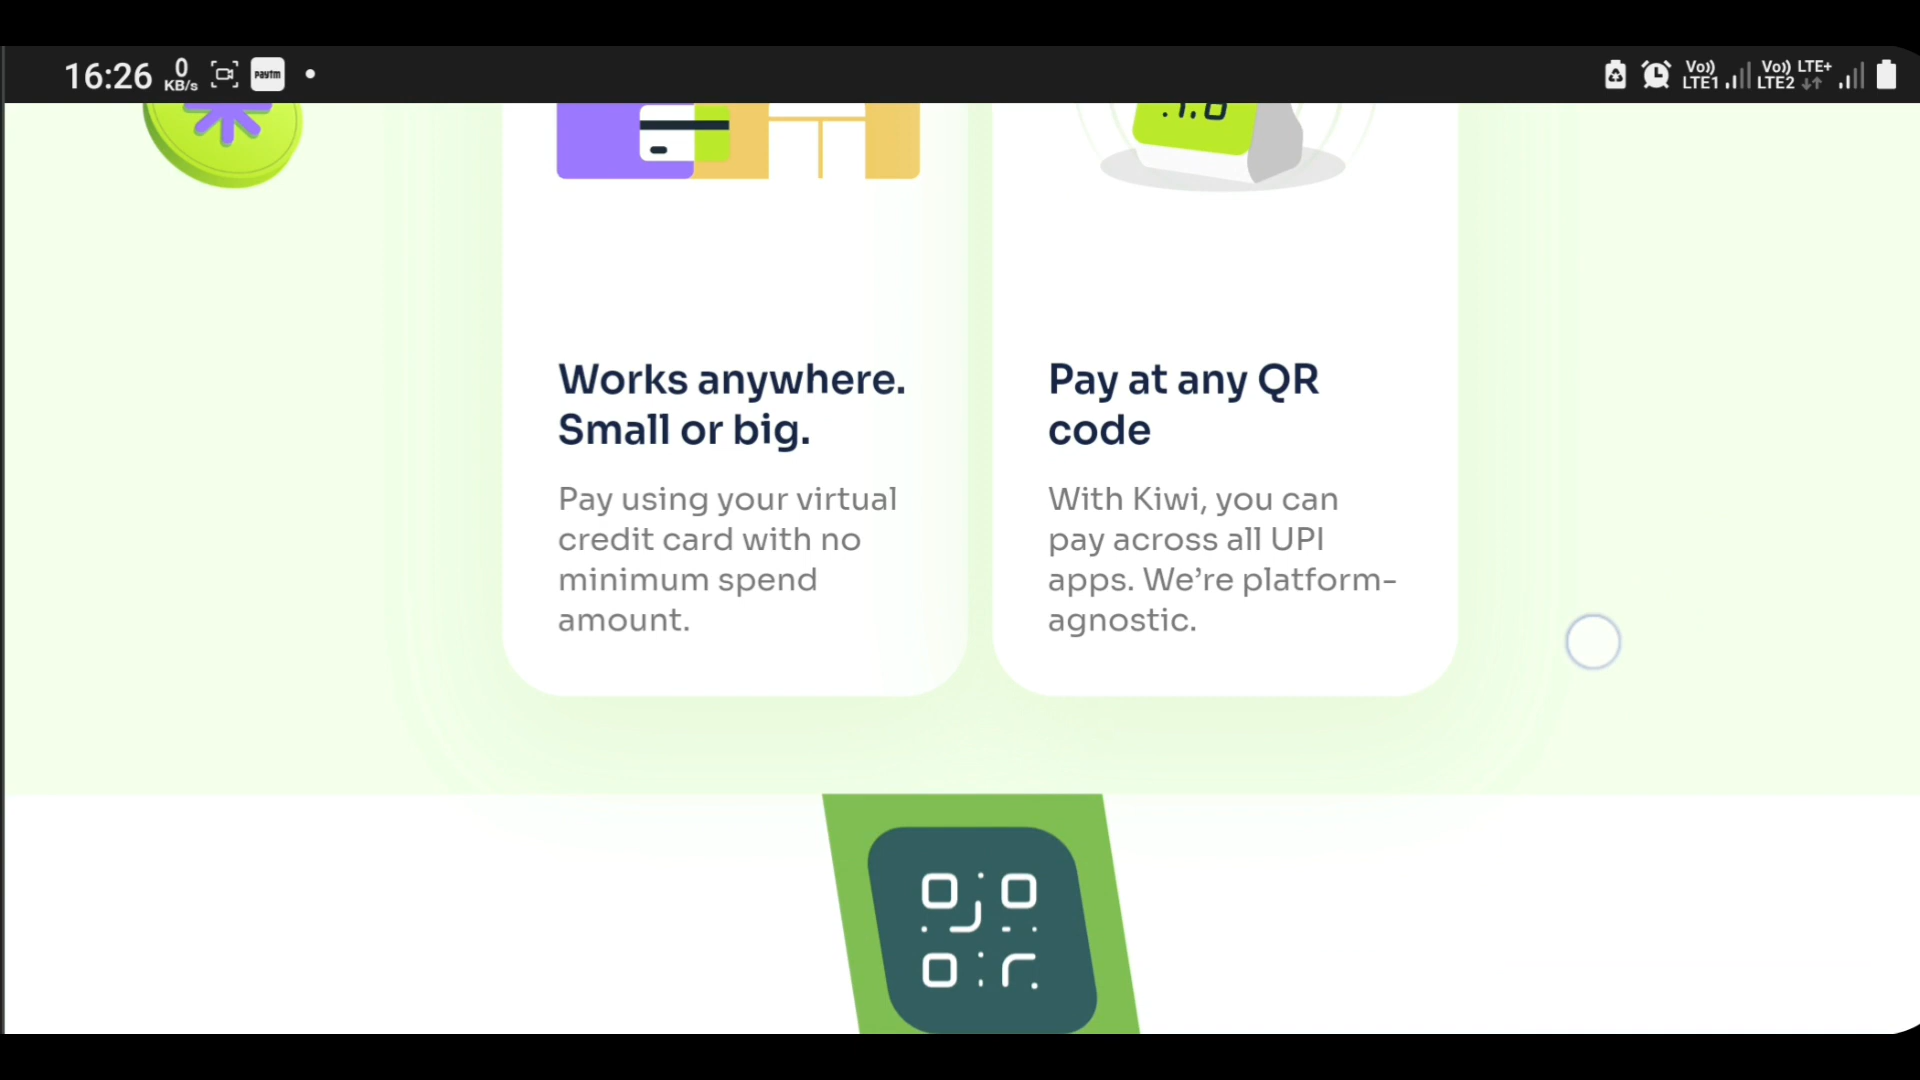 16:26 0 KB/s paytm Vo)) LTE1 Vo)) LTE2 LTE+
Works anywhere.
Small or big.
Pay using your virtual
credit card with no
minimum spend
amount.
Pay at any QR
code
With Kiwi, you can
pay across all UPI
apps. We’re platform-
agnostic.